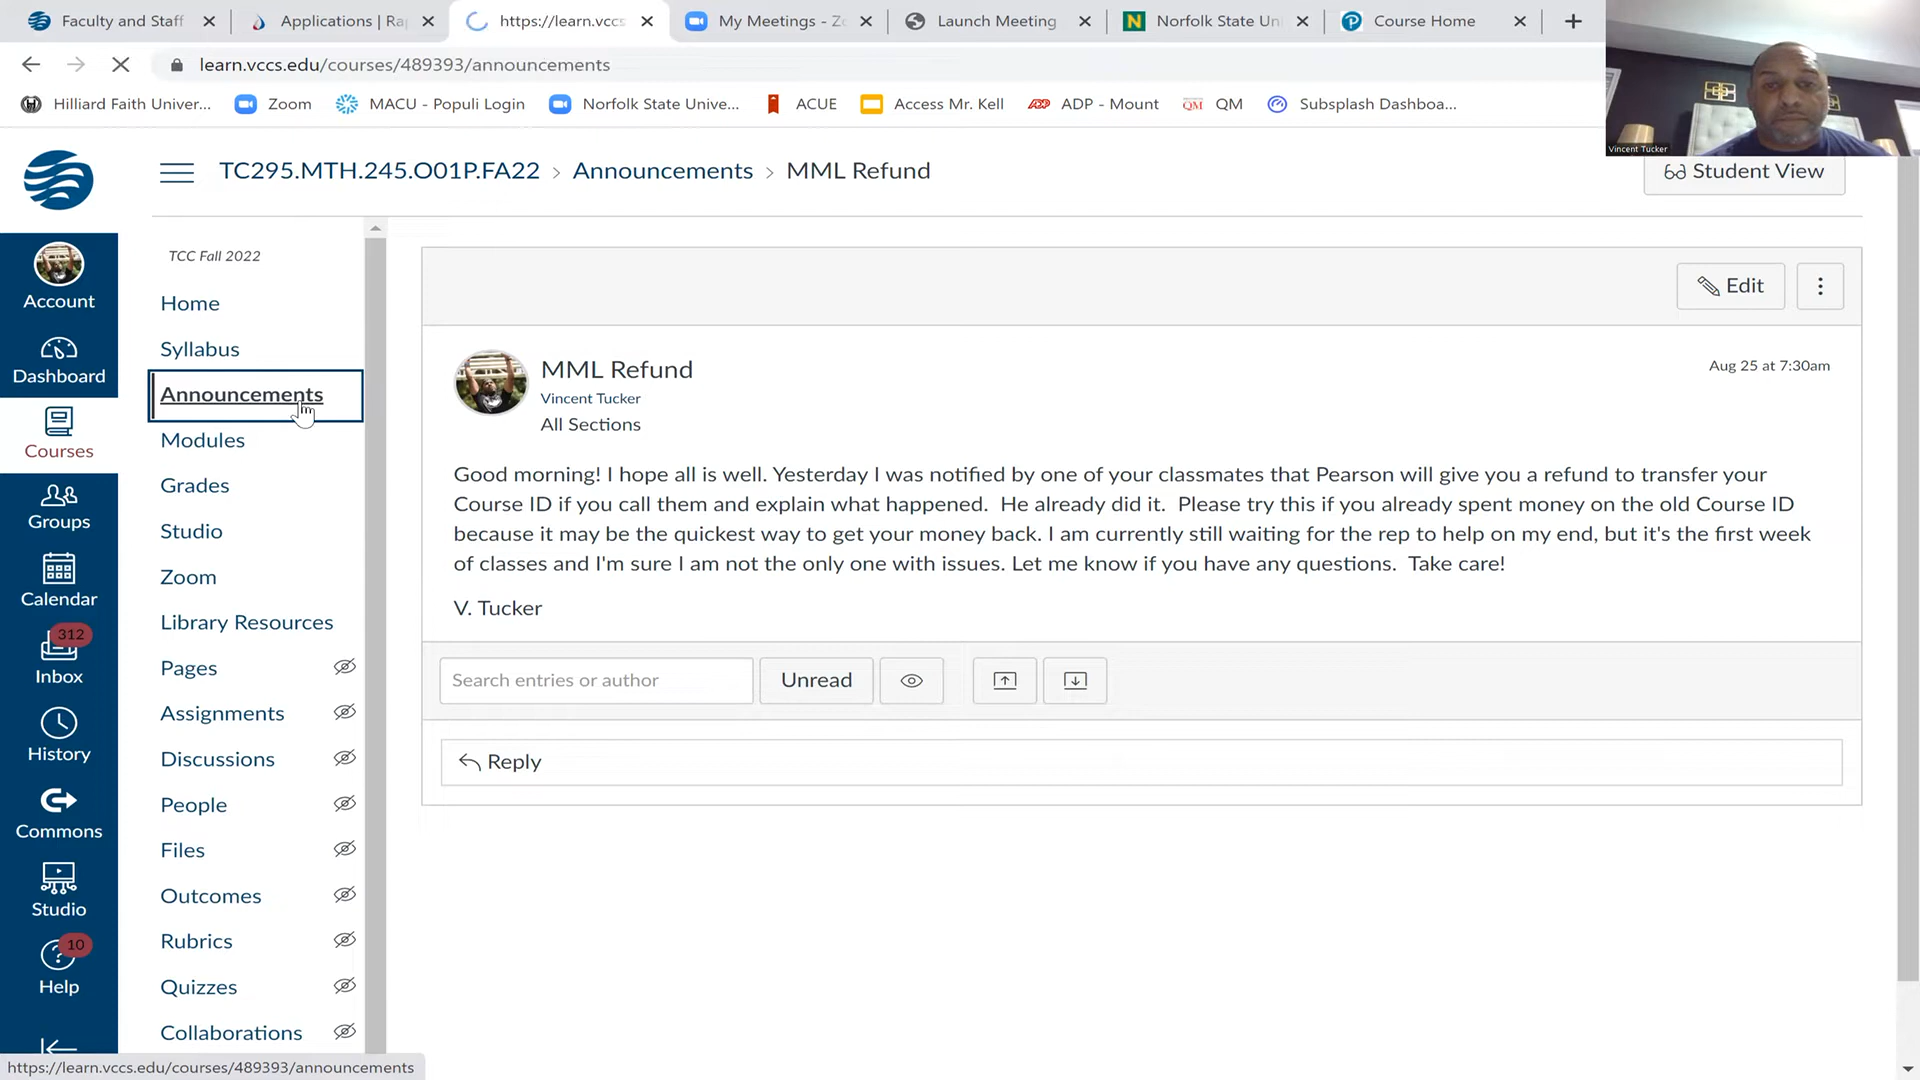 Faculty and Staff
Applications | Ra
https://learn.vccs
My Meetings - Z
Launch Meeting
Norfolk State Un
Course Home
learn.vccs.edu/courses/489393/announcements
Hilliard Faith Univer...
Zoom
MACU - Populi Login
Norfolk State Unive...
ACUE
Access Mr. Kell
ADP - Mount
QM QM
Subsplash Dashboa...
Vincent Tucker
TC295.MTH.245.O01P.FA22 > Announcements > MML Refund
Student View
Account
Dashboard
Courses
Groups
Calendar
312
Inbox
History
Commons
Studio
10
Help
TCC Fall 2022
Home
Syllabus
Announcements
Modules
Grades
Studio
Zoom
Library Resources
Pages
Assignments
Discussions
People
Files
Outcomes
Rubrics
Quizzes
Collaborations
Edit
MML Refund
Aug 25 at 7:30am
Vincent Tucker
All Sections
Good morning! I hope all is well. Yesterday I was notified by one of your classmates that Pearson will give you a refund to transfer your
Course ID if you call them and explain what happened.  He already did it.  Please try this if you already spent money on the old Course ID
because it may be the quickest way to get your money back. I am currently still waiting for the rep to help on my end, but it's the first week
of classes and I'm sure I am not the only one with issues. Let me know if you have any questions.  Take care!
V. Tucker
Search entries or author
Unread
Reply
https://learn.vccs.edu/courses/489393/announcements